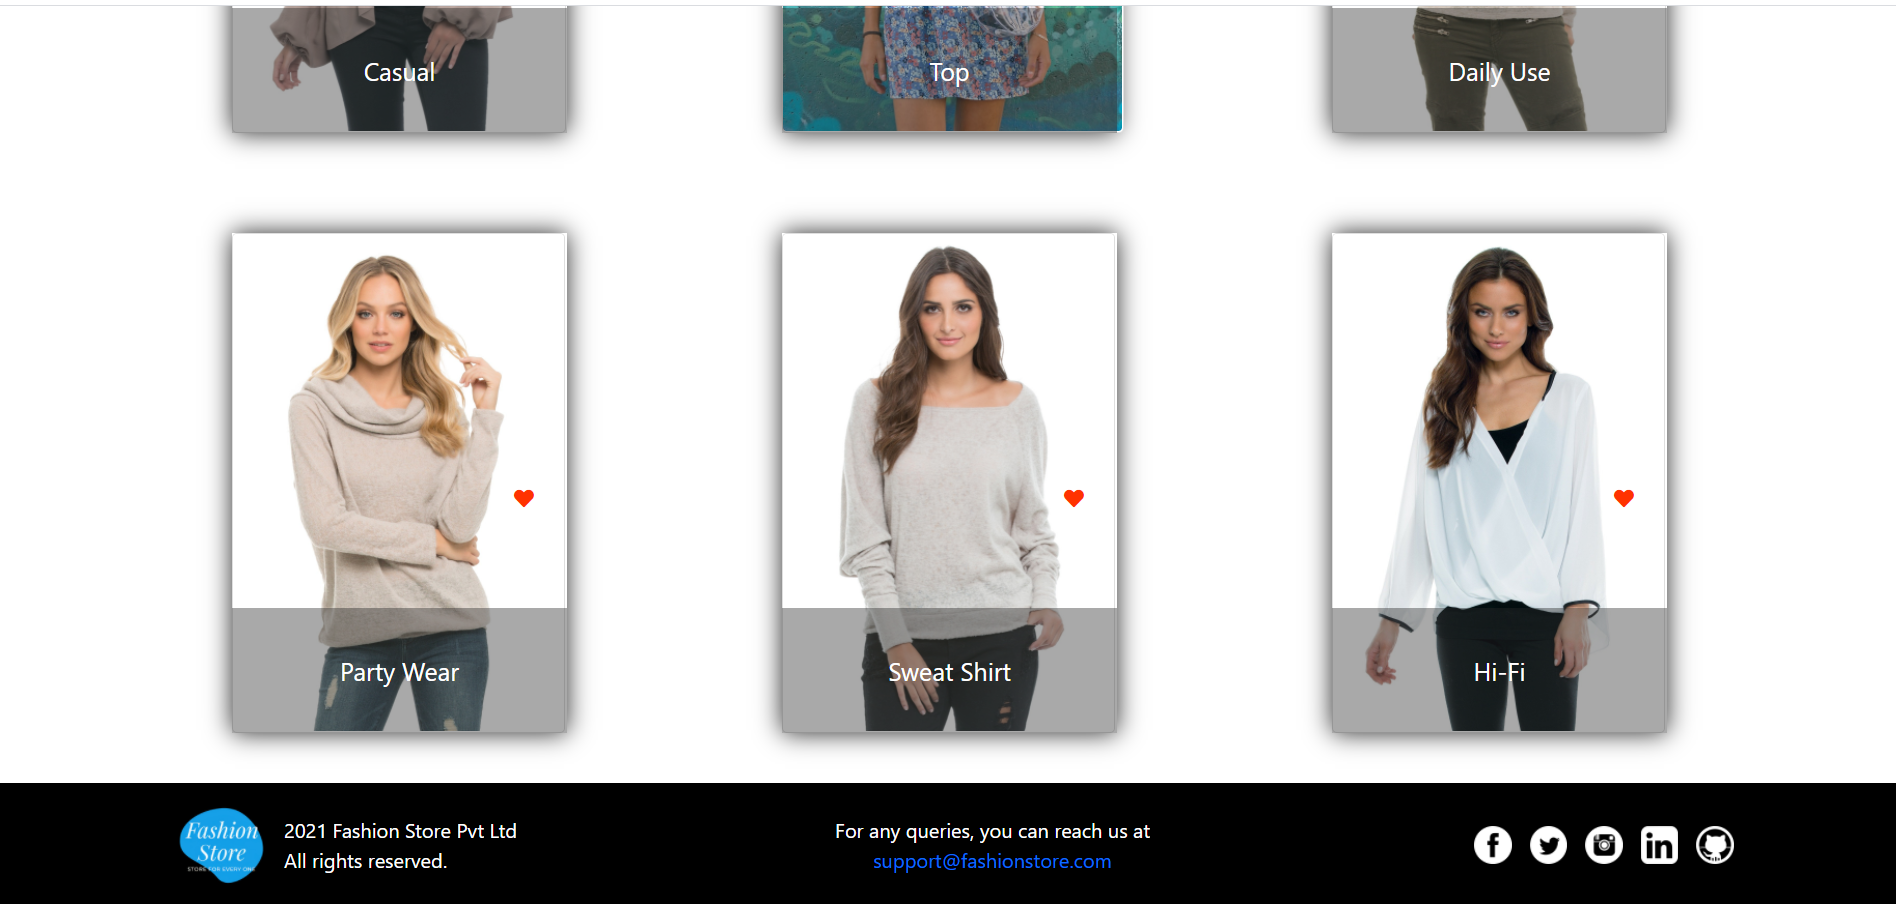 Casual
Top
Daily Use
Party Wear
Sweat Shirt
Hi-Fi
Fashion
Store
STORE FOR EVERY ONE
2021 Fashion Store Pvt Ltd
All rights reserved.
For any queries, you can reach us at
support@fashionstore.com